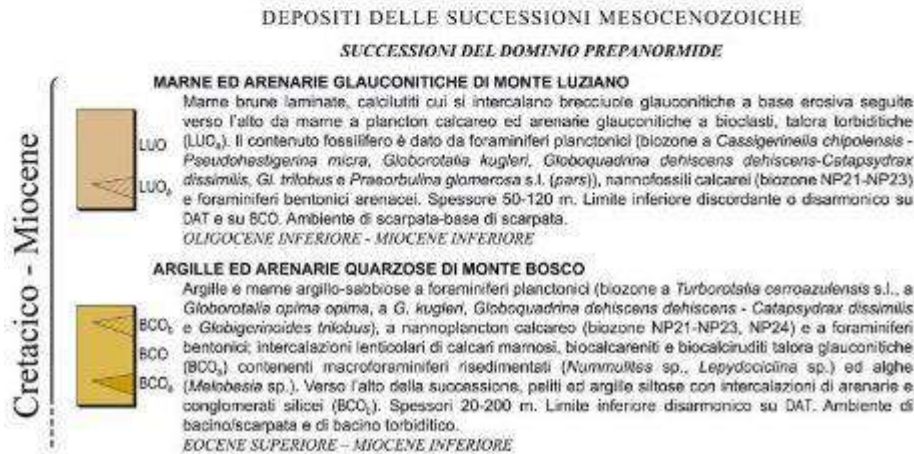 DEPOSITI DELLE SUCCESSIONI MESOCENOZOICHE
SUCCESSIONI DEL DOMINIO PREPANORMIDE
Cretacico - Miocene
MARNE ED ARENARIE GLAUCONITICHE DI MONTE LUZIANO
LUO
LUOa
Marne brune laminate, calcilutiti cui si intercalano brecciuole glauconitiche a base erosiva seguite
verso l'alto da marne a plancton calcareo ed arenarie glauconitiche a bioclasti, talora torbiditiche
(LUOa). Il contenuto fossilifero è dato da foraminiferi planctonici (biozone a Cassigerinella chipolensis -
Pseudohastigerina micra, Globorotalia kugleri, Globoquadrina dehiscens dehiscens-Catapsydrax
dissimilis, Gl. trilobus e Praeorbulina glomerosa s.l. (pars)), nannofossili calcarei (biozone NP21-NP23)
e foraminiferi bentonici arenacei. Spessore 50-120 m. Limite inferiore discordante o disarmonico su
DAT e su BCO. Ambiente di scarpata-base di scarpata.
OLIGOCENE INFERIORE - MIOCENE INFERIORE
ARGILLE ED ARENARIE QUARZOSE DI MONTE BOSCO
BCOb
BCO
BCOa
Argille e marne argillo-sabbiose a foraminiferi planctonici (biozone a Turborotalia cerroazulensis s.l., a
Globorotalia opima opima, a G. kugleri, Globoquadrina dehiscens dehiscens - Catapsydrax dissimilis
e Globigerinoides trilobus), a nannoplancton calcareo (biozone NP21-NP23, NP24) e a foraminiferi
bentonici; intercalazioni lenticolari di calcari marnosi, biocalcareniti e biocalciruditi talora glauconitiche
(BCOa) contenenti macroforaminiferi risedimentati (Nummulites sp., Lepydociclina sp.) ed alghe
(Melobesia sp.). Verso l'alto della successione, peliti ed argille siltose con intercalazioni di arenarie e
conglomerati silicei (BCOb). Spessori 20-200 m. Limite inferiore disarmonico su DAT. Ambiente di
bacino/scarpata e di bacino torbiditico.
EOCENE SUPERIORE – MIOCENE INFERIORE